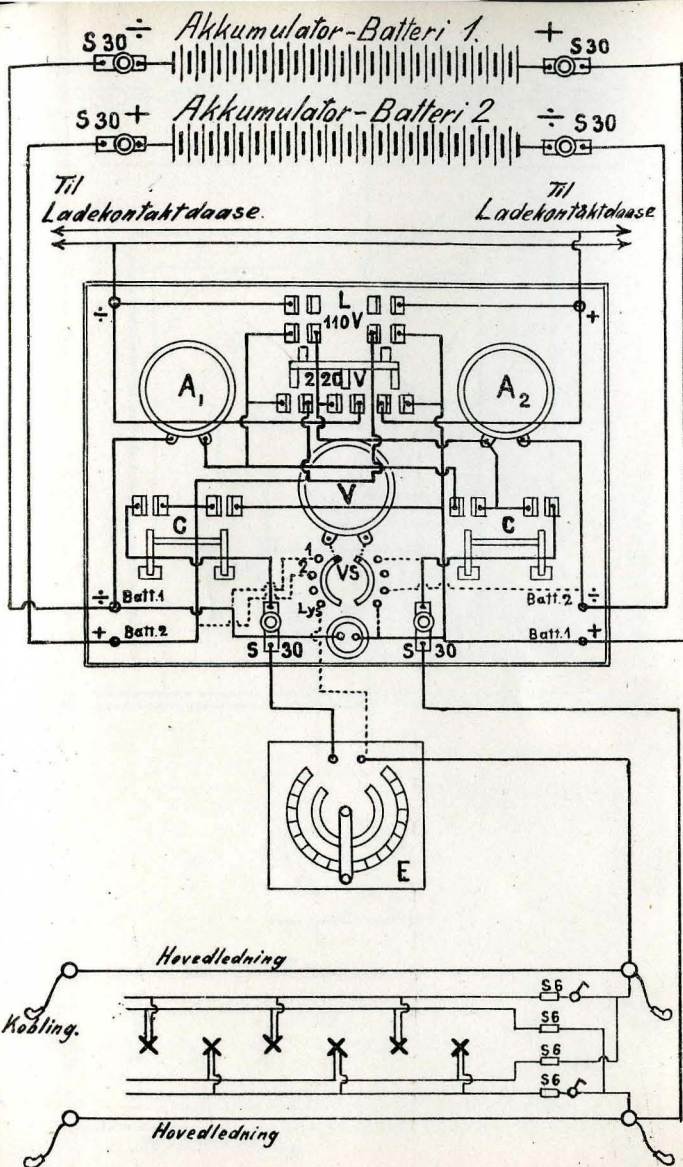 S 30 ÷ Akkumulator-Batteri 1. + S 30
S 30 + Akkumulator-Batteri 2 ÷ S 30
Til
Ladekontaktdaase.
Til
Ladekontaktdaase
÷ L +
110 V
A1 220 V A2
V
C C
1 VS
2
Lys
÷ Batt.1 Batt.2 ÷
+ Batt.2 Batt.1 +
S 30 S 30
E
Hovedledning
Kobling.
S6
S6
S6
S6
Hovedledning